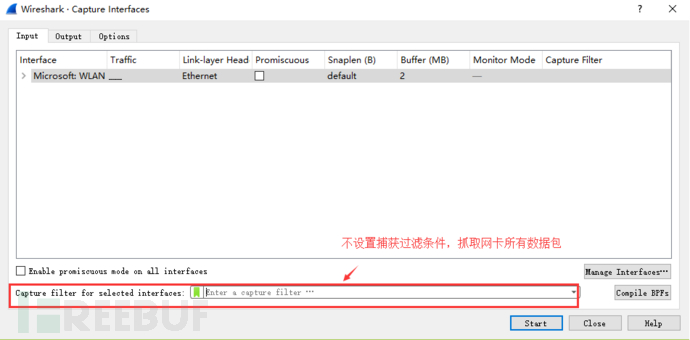 Wireshark · Capture Interfaces
? ×
Input Output Options
Interface Traffic Link-layer Head Promiscuous Snaplen (B) Buffer (MB) Monitor Mode Capture Filter
Microsoft: WLAN Ethernet default 2 —
不设置捕获过滤条件，抓取网卡所有数据包
Enable promiscuous mode on all interfaces Manage Interfaces…
Capture filter for selected interfaces: Enter a capture filter … Compile BPFs
REEBUF
Start Close Help